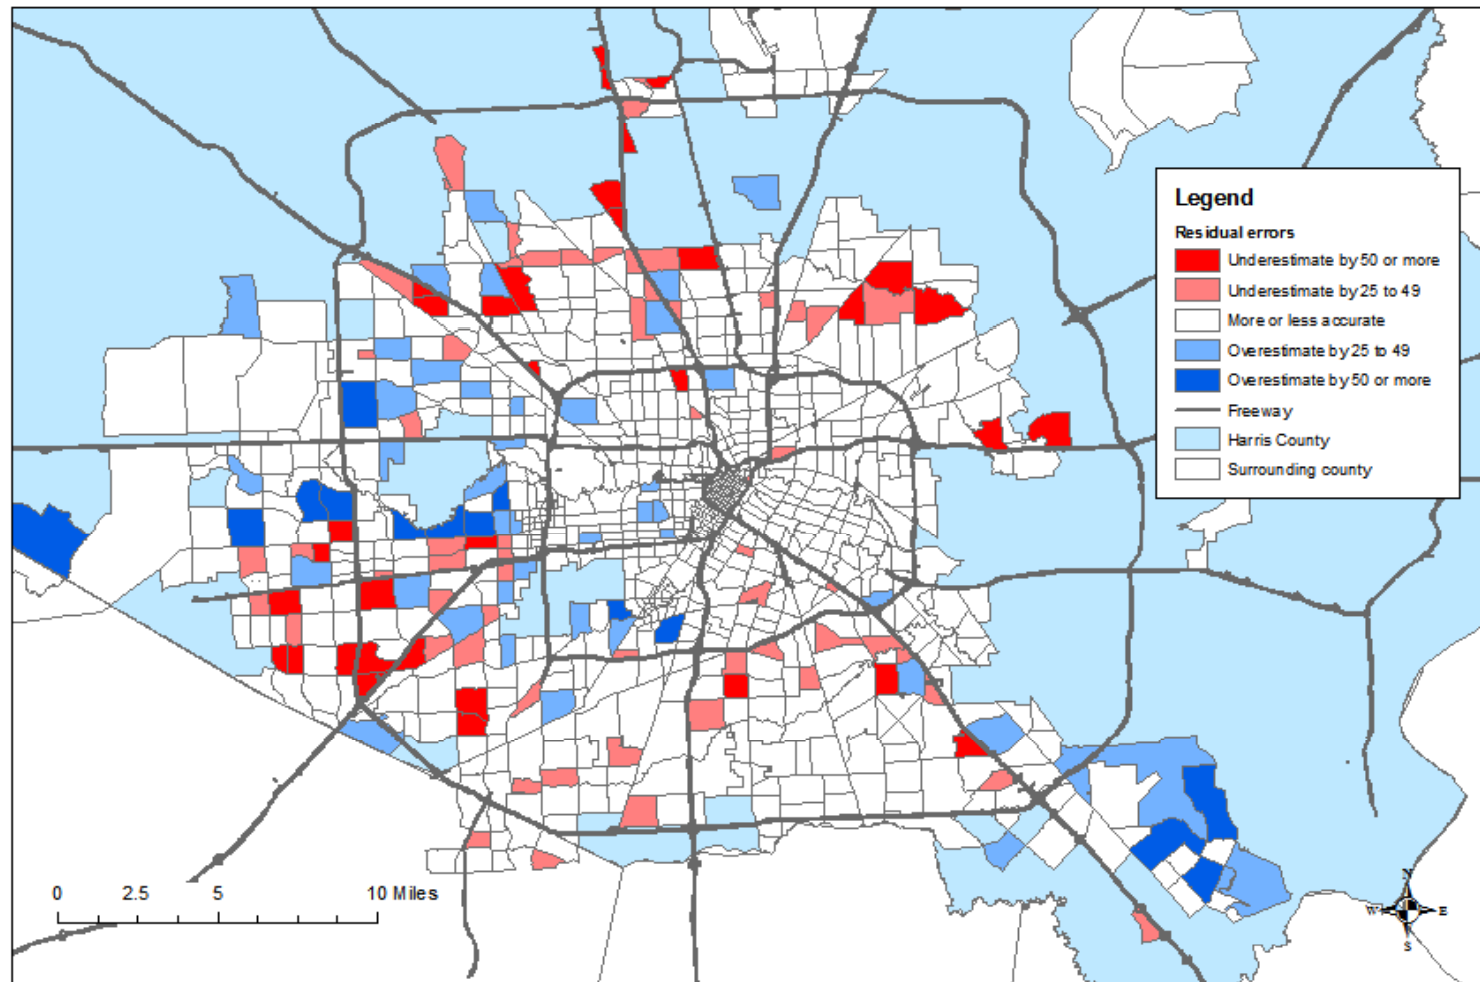 Legend
Residual errors
Underestimate by 50 or more
Underestimate by 25 to 49
More or less accurate
Overestimate by 25 to 49
Overestimate by 50 or more
Freeway
Harris County
Surrounding county
0 2.5 5 10 Miles
N
W E
S